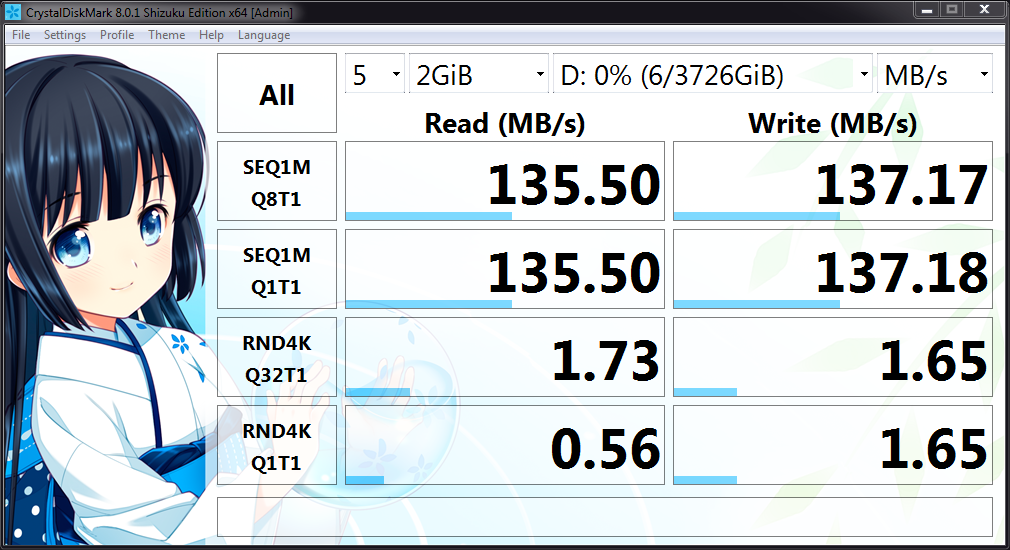 CrystalDiskMark 8.0.1 Shizuku Edition x64 [Admin]
File Settings Profile Theme Help Language
All
5 2GiB D: 0% (6/3726GiB) MB/s
Read (MB/s) Write (MB/s)
SEQ1M
Q8T1
135.50 137.17
SEQ1M
Q1T1
135.50 137.18
RND4K
Q32T1
1.73 1.65
RND4K
Q1T1
0.56 1.65